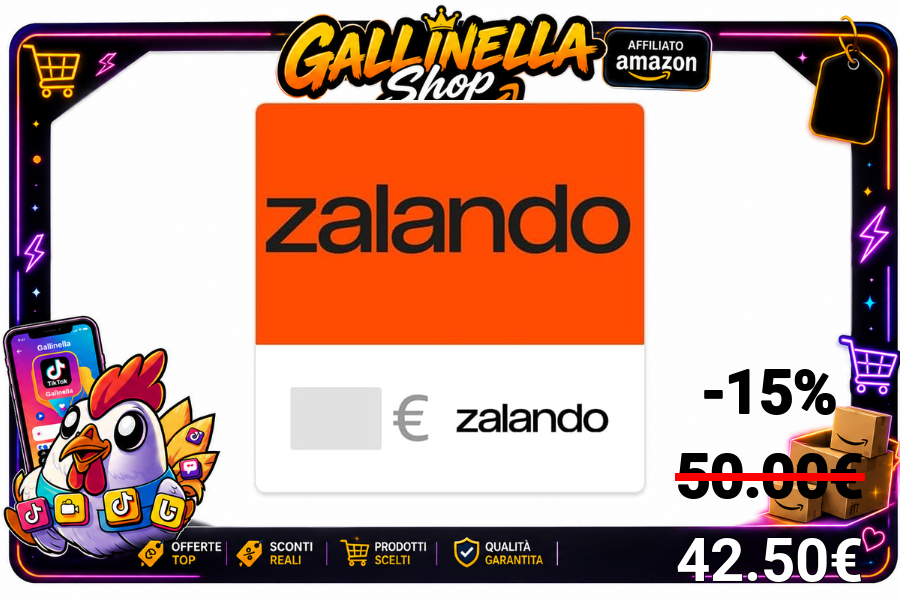 GALLINELLA
Shop
AFFILIATO
amazon
zalando
€ zalando
Gallinella
TikTok
Gallinella
-15%
50.00€
42.50€
OFFERTE
TOP
SCONTI
REALI
PRODOTTI
SCELTI
QUALITÀ
GARANTITA